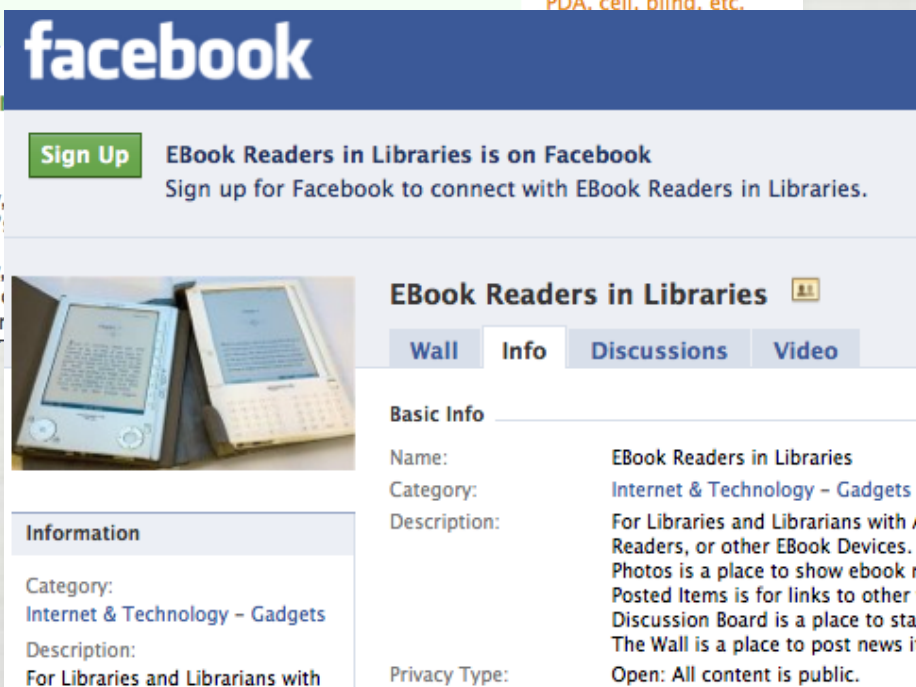 PDA, cell, blind, etc.
facebook
Sign Up
EBook Readers in Libraries is on Facebook
Sign up for Facebook to connect with EBook Readers in Libraries.
EBook Readers in Libraries
Wall Info Discussions Video
Basic Info
Name: EBook Readers in Libraries
Category: Internet & Technology – Gadgets
Description: For Libraries and Librarians with
Readers, or other EBook Devices.
Photos is a place to show ebook
Posted Items is for links to other
Discussion Board is a place to
The Wall is a place to post news
Privacy Type: Open: All content is public.
Information
Category:
Internet & Technology – Gadgets
Description:
For Libraries and Librarians with